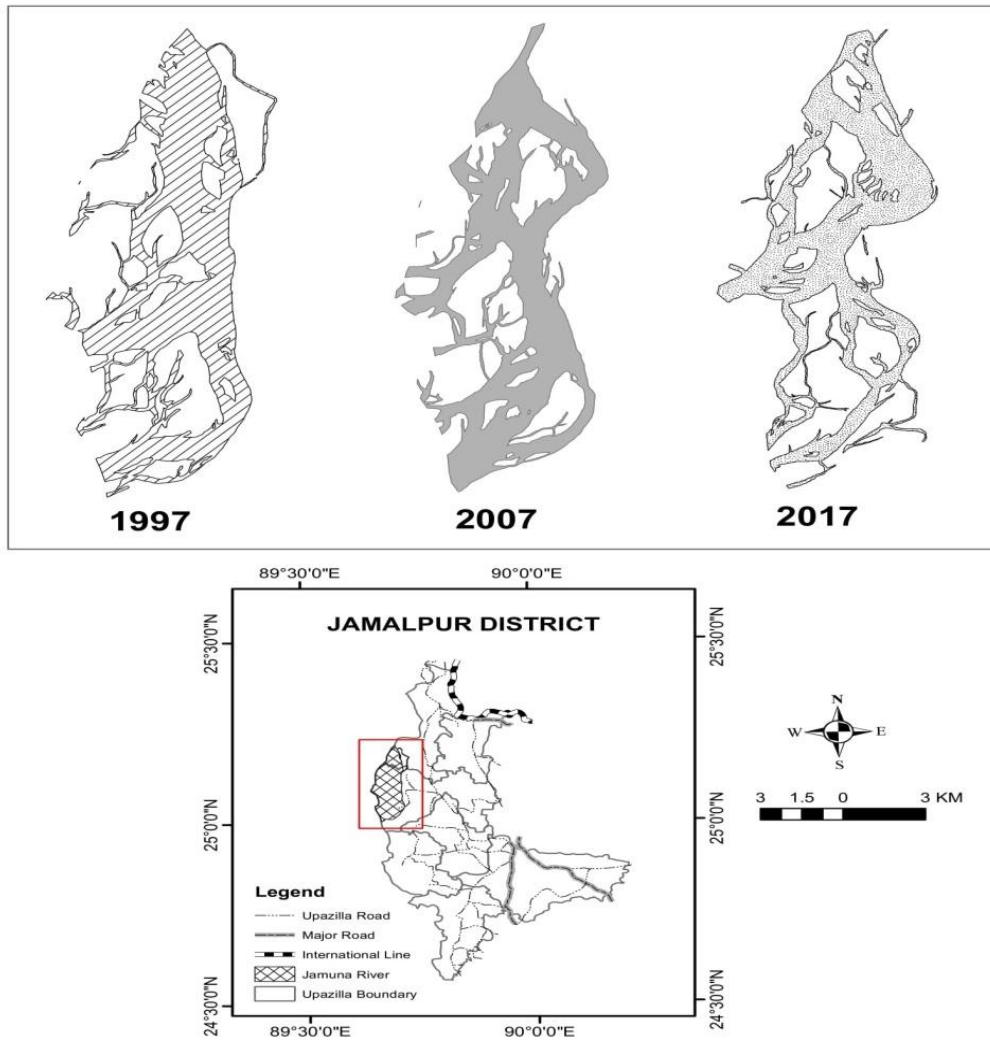 1997
2007
2017
89°30'0"E
90°0'0"E
JAMALPUR DISTRICT
25°30'0"N
25°30'0"N
25°0'0"N
25°0'0"N
24°30'0"N
24°30'0"N
N
W
E
S
3 1.5 0 3 KM
Legend
Upazilla Road
Major Road
International Line
Jamuna River
Upazilla Boundary
89°30'0"E
90°0'0"E